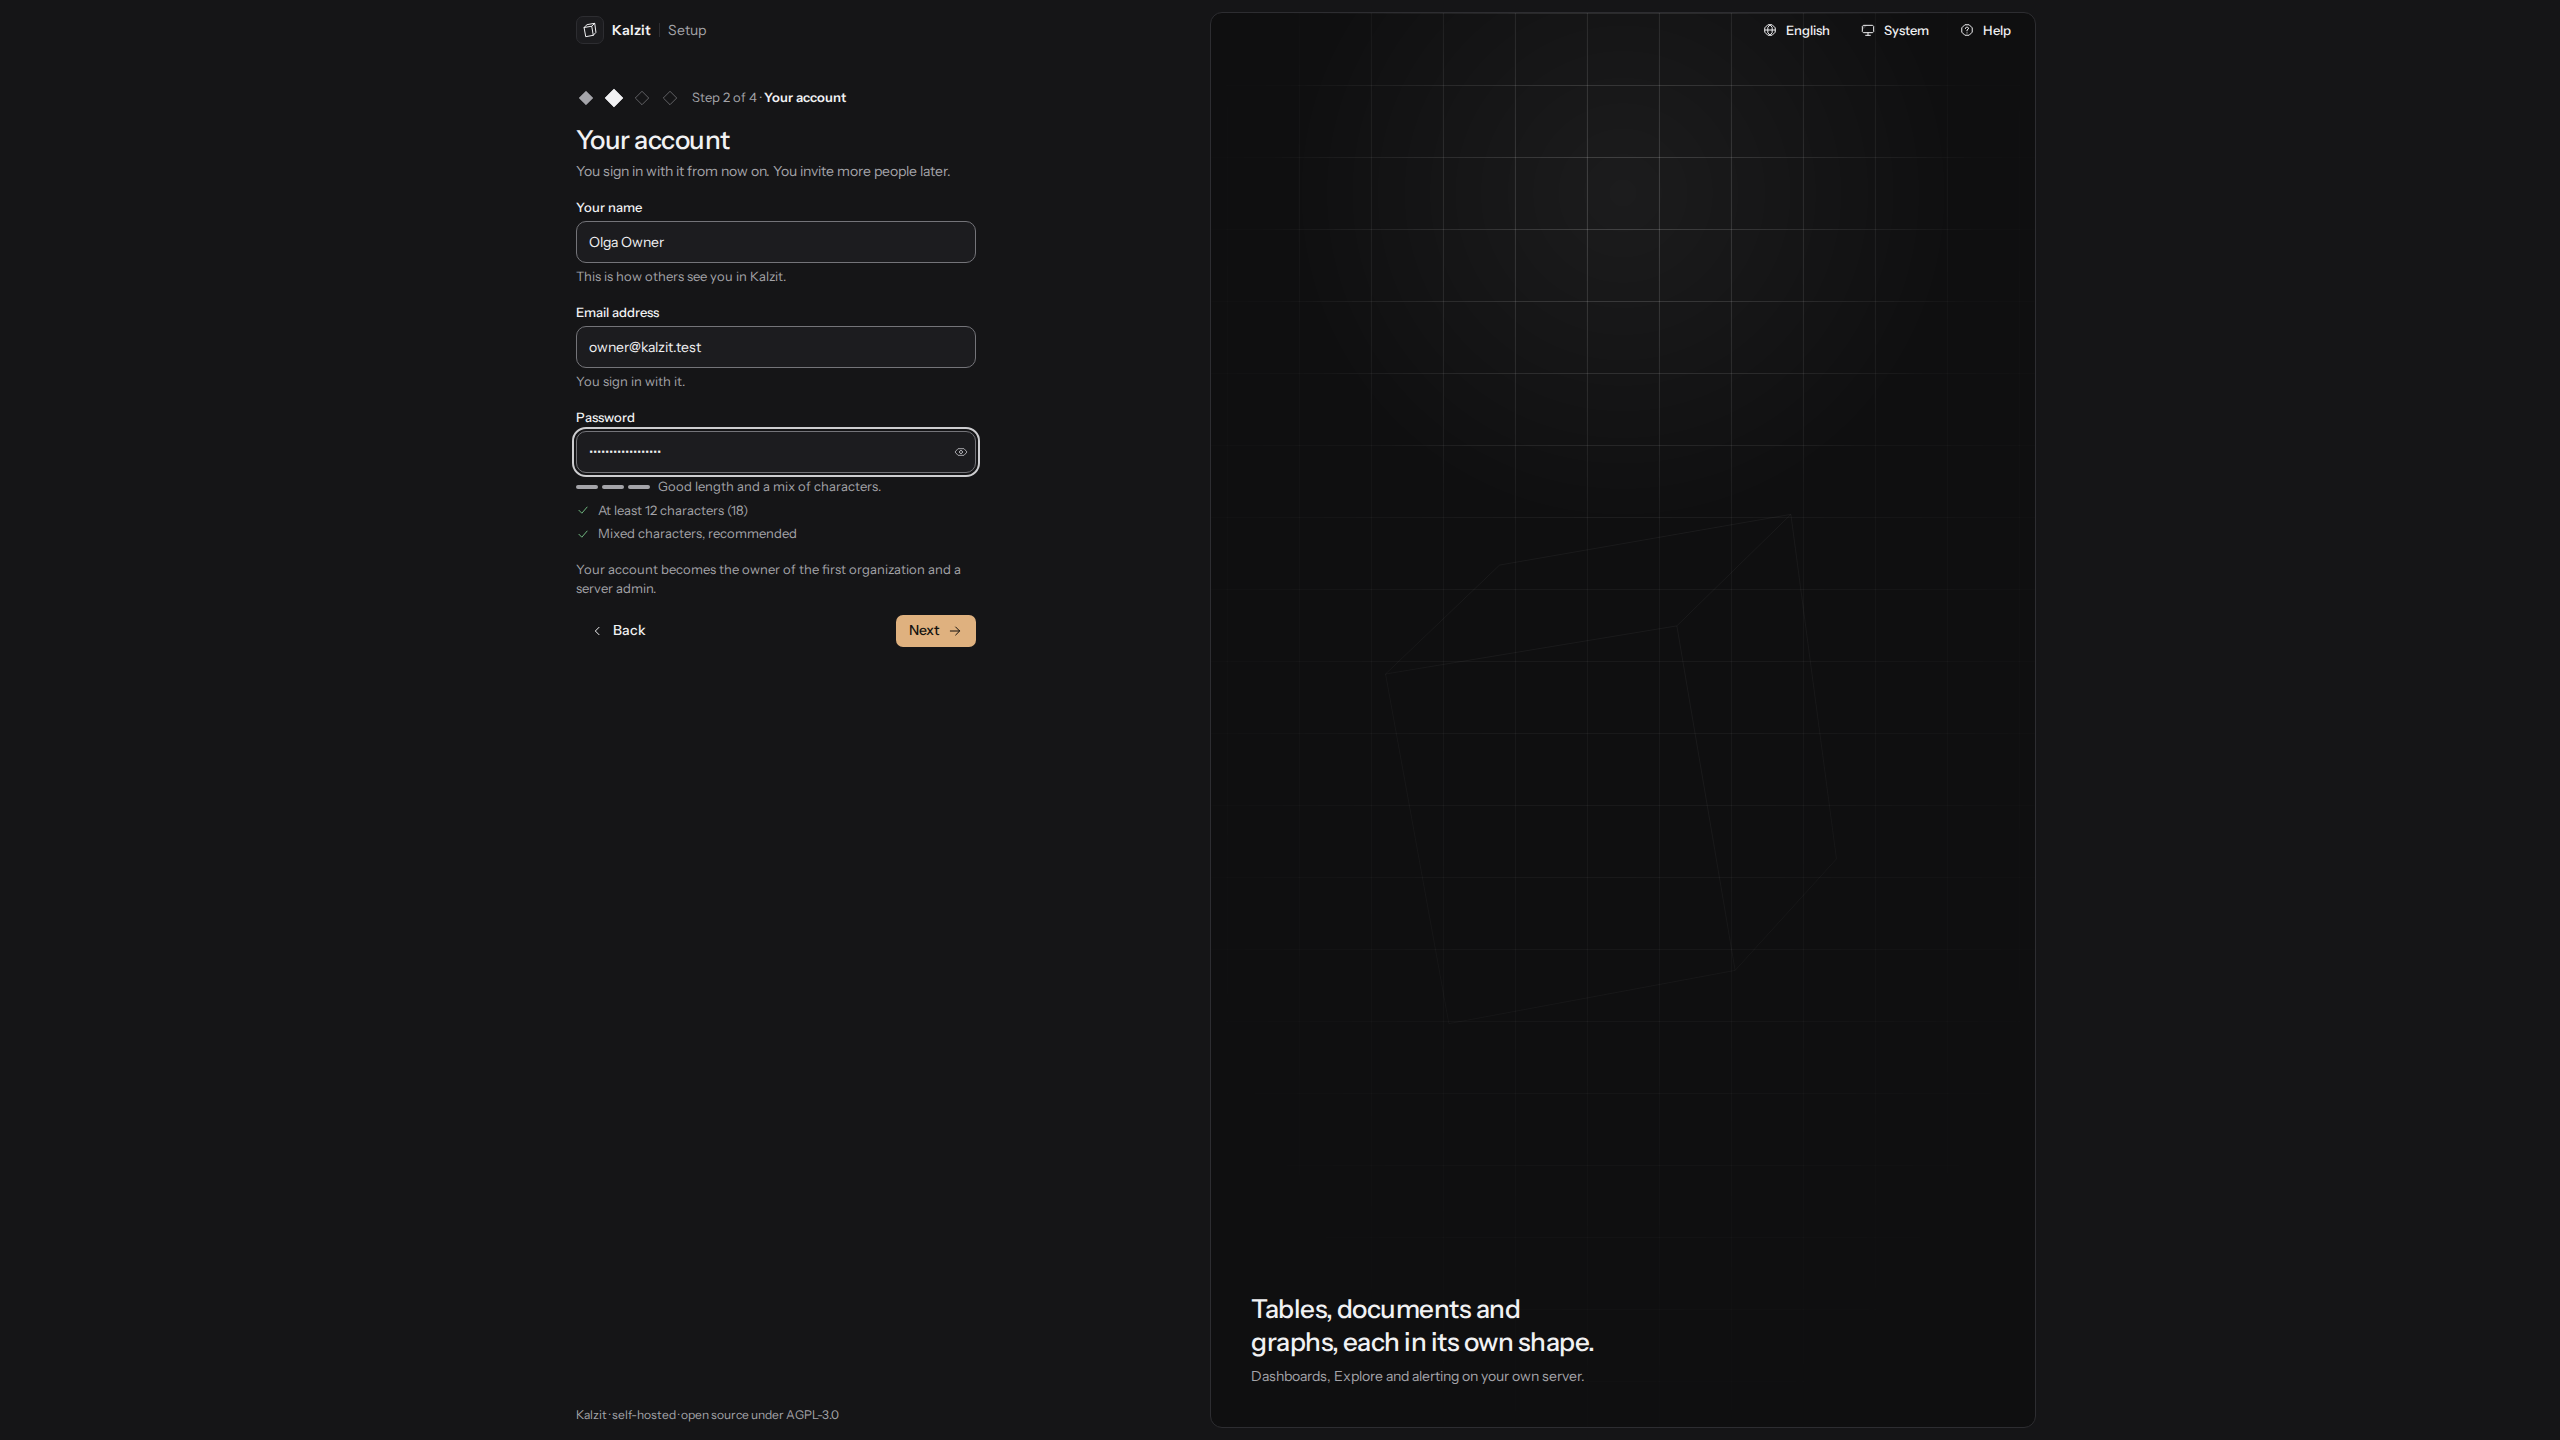 Kalzit Setup
English System Help
Step 2 of 4 · Your account
Your account
You sign in with it from now on. You invite more people later.
Your name
Olga Owner
This is how others see you in Kalzit.
Email address
owner@kalzit.test
You sign in with it.
Password
••••••••••••••••••
Good length and a mix of characters.
At least 12 characters (18)
Mixed characters, recommended
Your account becomes the owner of the first organization and a
server admin.
Back
Next
Tables, documents and
graphs, each in its own shape.
Dashboards, Explore and alerting on your own server.
Kalzit · self-hosted · open source under AGPL-3.0